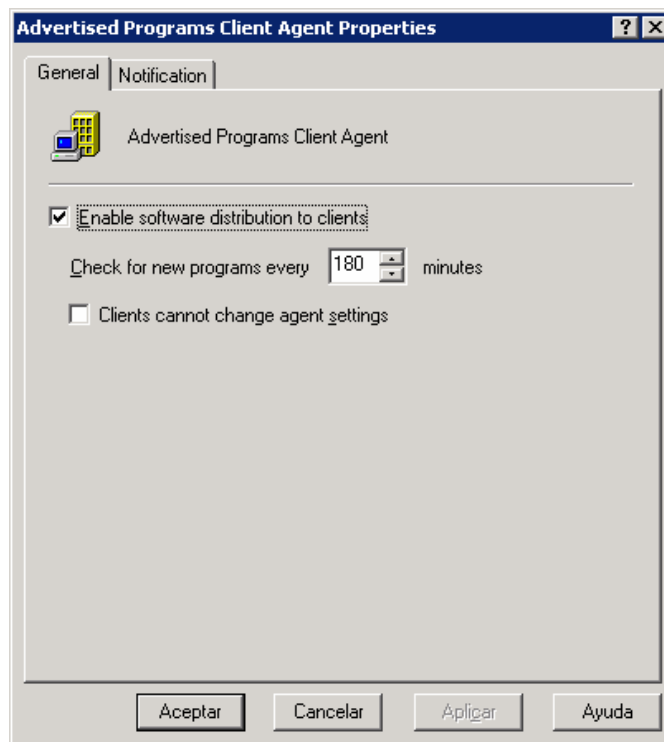 Advertised Programs Client Agent Properties
General Notification
Advertised Programs Client Agent
Enable software distribution to clients
Check for new programs every 180 minutes
Clients cannot change agent settings
Aceptar Cancelar Aplicar Ayuda